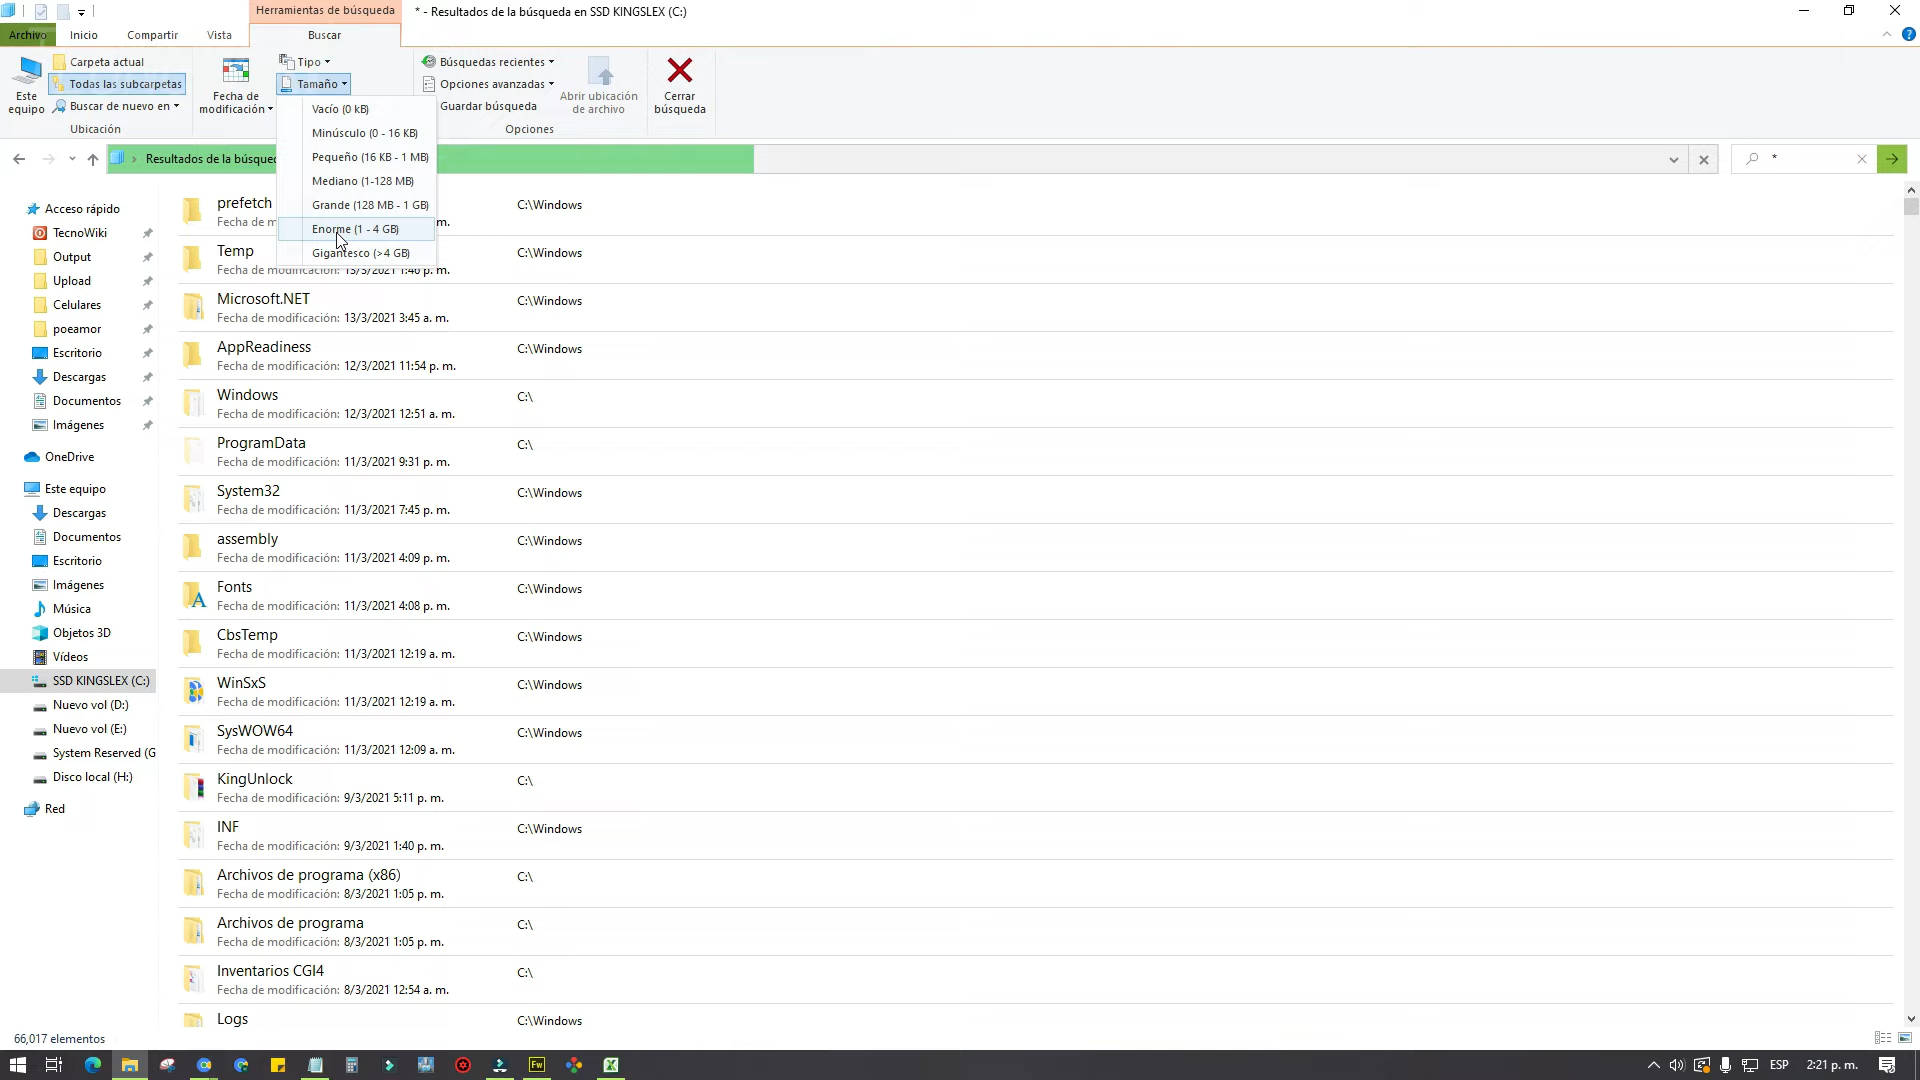 Herramientas de búsqueda
* - Resultados de la búsqueda en SSD KINGSLEX (C:)
Archivo
Inicio
Compartir
Vista
Buscar
Este equipo
Carpeta actual
Todas las subcarpetas
Buscar de nuevo en
Ubicación
Fecha de modificación
Tipo
Tamaño
Búsquedas recientes
Opciones avanzadas
Guardar búsqueda
Abrir ubicación de archivo
Opciones
Cerrar búsqueda
Vacío (0 kB)
Minúsculo (0 - 16 KB)
Pequeño (16 KB - 1 MB)
Mediano (1-128 MB)
Grande (128 MB - 1 GB)
Enorme (1 - 4 GB)
Gigantesco (>4 GB)
Resultados de la búsque
*
Acceso rápido
TecnoWiki
Output
Upload
Celulares
poeamor
Escritorio
Descargas
Documentos
Imágenes
OneDrive
Este equipo
Descargas
Documentos
Escritorio
Imágenes
Música
Objetos 3D
Vídeos
SSD KINGSLEX (C:)
Nuevo vol (D:)
Nuevo vol (E:)
System Reserved (G
Disco local (H:)
Red
prefetch
C:\Windows
Fecha de m
m.
Temp
C:\Windows
Fecha de modificación: 13/3/2021 1:46 p. m.
Microsoft.NET
C:\Windows
Fecha de modificación: 13/3/2021 3:45 a. m.
AppReadiness
C:\Windows
Fecha de modificación: 12/3/2021 11:54 p. m.
Windows
C:\
Fecha de modificación: 12/3/2021 12:51 a. m.
ProgramData
C:\
Fecha de modificación: 11/3/2021 9:31 p. m.
System32
C:\Windows
Fecha de modificación: 11/3/2021 7:45 p. m.
assembly
C:\Windows
Fecha de modificación: 11/3/2021 4:09 p. m.
Fonts
C:\Windows
Fecha de modificación: 11/3/2021 4:08 p. m.
CbsTemp
C:\Windows
Fecha de modificación: 11/3/2021 12:19 a. m.
WinSxS
C:\Windows
Fecha de modificación: 11/3/2021 12:19 a. m.
SysWOW64
C:\Windows
Fecha de modificación: 11/3/2021 12:09 a. m.
KingUnlock
C:\
Fecha de modificación: 9/3/2021 5:11 p. m.
INF
C:\Windows
Fecha de modificación: 9/3/2021 1:40 p. m.
Archivos de programa (x86)
C:\
Fecha de modificación: 8/3/2021 1:05 p. m.
Archivos de programa
C:\
Fecha de modificación: 8/3/2021 1:05 p. m.
Inventarios CGI4
C:\
Fecha de modificación: 8/3/2021 12:54 a. m.
Logs
C:\Windows
66,017 elementos
Fw
ESP
2:21 p. m.